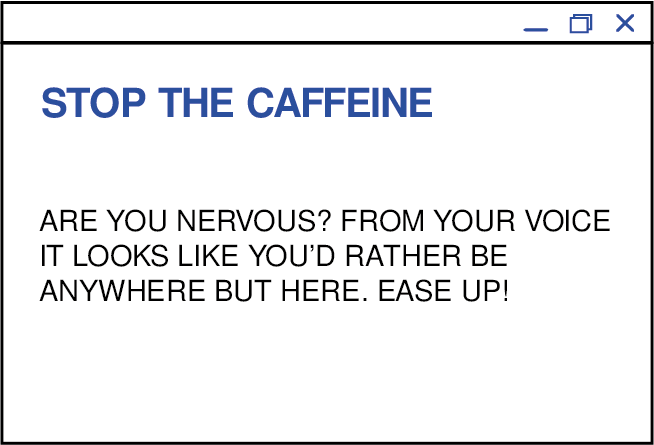 STOP THE CAFFEINE
ARE YOU NERVOUS? FROM YOUR VOICE
IT LOOKS LIKE YOU’D RATHER BE
ANYWHERE BUT HERE. EASE UP!